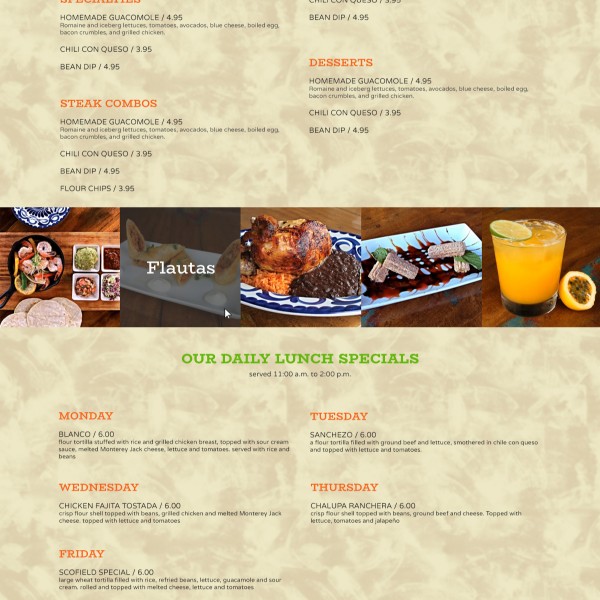 SPECIALTIES
HOMEMADE GUACOMOLE / 4.95
Romaine and iceberg lettuces, tomatoes, avocados, blue cheese, boiled egg,
bacon crumbles, and grilled chicken.
CHILI CON QUESO / 3.95
BEAN DIP / 4.95
STEAK COMBOS
HOMEMADE GUACOMOLE / 4.95
Romaine and iceberg lettuces, tomatoes, avocados, blue cheese, boiled egg,
bacon crumbles, and grilled chicken.
CHILI CON QUESO / 3.95
BEAN DIP / 4.95
FLOUR CHIPS / 3.95
CHILI CON QUESO / 3.95
BEAN DIP / 4.95
DESSERTS
HOMEMADE GUACOMOLE / 4.95
Romaine and iceberg lettuces, tomatoes, avocados, blue cheese, boiled egg,
bacon crumbles, and grilled chicken.
CHILI CON QUESO / 3.95
BEAN DIP / 4.95
Flautas
OUR DAILY LUNCH SPECIALS
served 11:00 a.m. to 2:00 p.m.
MONDAY
BLANCO / 6.00
flour tortilla stuffed with rice and grilled chicken breast, topped with sour cream
sauce, melted Monterey Jack cheese, lettuce and tomatoes. served with rice and
beans
TUESDAY
SANCHEZO / 6.00
a flour tortilla filled with ground beef and lettuce, smothered in chile con queso
and topped with lettuce and tomatoes.
WEDNESDAY
CHICKEN FAJITA TOSTADA / 6.00
crisp flour shell topped with beans, grilled chicken and melted Monterey Jack
cheese. topped with lettuce and tomatoes
THURSDAY
CHALUPA RANCHERA / 6.00
crisp flour shell topped with beans, ground beef and cheese. Topped with
lettuce, tomatoes and jalapeño
FRIDAY
SCOFIELD SPECIAL / 6.00
large wheat tortilla filled with rice, refried beans, lettuce, guacamole and sour
cream. rolled and topped with melted cheese, lettuce and tomatoes